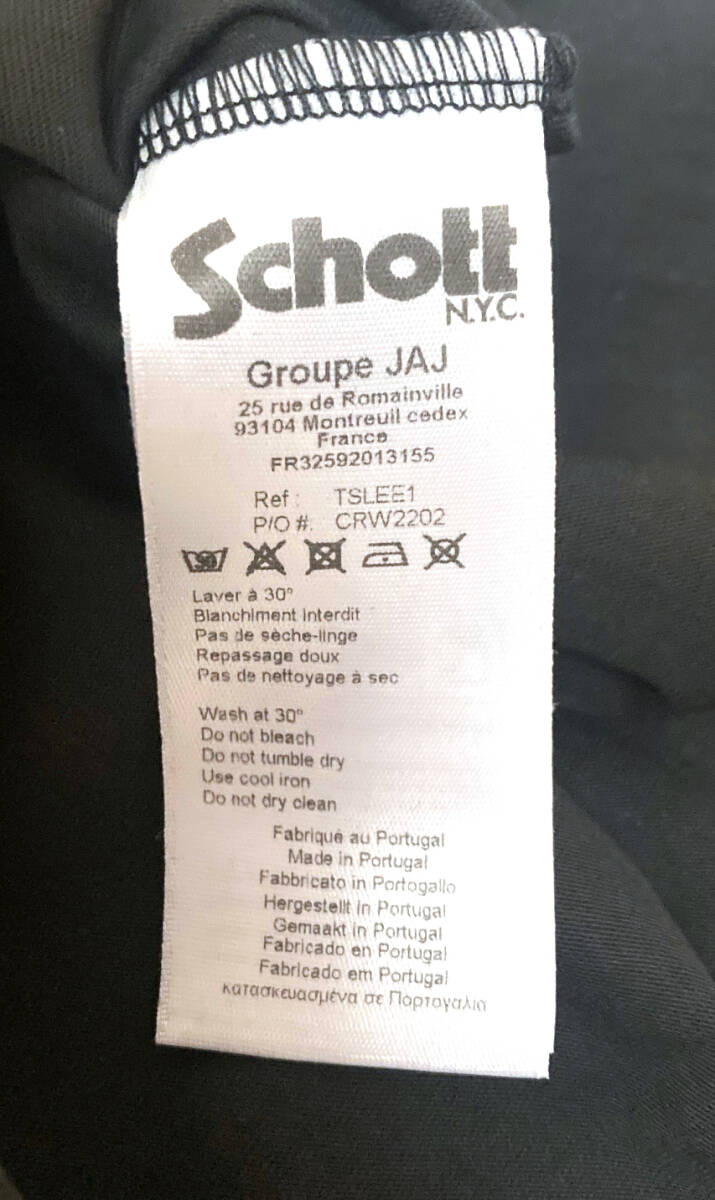 Schott
N.Y.C.
Groupe JAJ
25 rue de Romainville
93104 Montreuil cedex
France
FR32592013155
Ref : TSLEE1
P/O #: CRW2202
30
Laver à 30°
Blanchiment interdit
Pas de sèche-linge
Repassage doux
Pas de nettoyage à sec
Wash at 30°
Do not bleach
Do not tumble dry
Use cool iron
Do not dry clean
Fabriqué au Portugal
Made in Portugal
Fabbricato in Portogallo
Hergestellt in Portugal
Gemaakt in Portugal
Fabricado en Portugal
Fabricado em Portugal
κατασκευασμένα σε Πορτογαλία